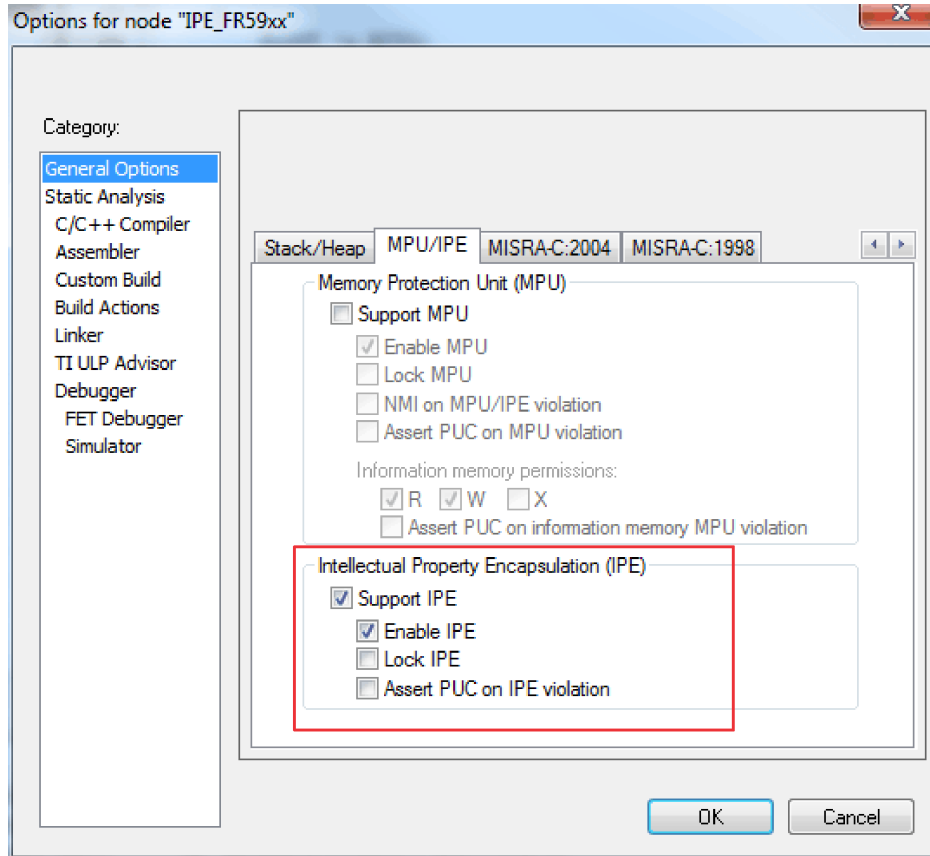 Options for node "IPE_FR59xx"
X
Category:
General Options
Static Analysis
C/C++ Compiler
Assembler
Custom Build
Build Actions
Linker
TI ULP Advisor
Debugger
FET Debugger
Simulator
Stack/Heap MPU/IPE MISRA-C:2004 MISRA-C:1998
Memory Protection Unit (MPU)
Support MPU
Enable MPU
Lock MPU
NMI on MPU/IPE violation
Assert PUC on MPU violation
Information memory permissions:
R W X
Assert PUC on information memory MPU violation
Intellectual Property Encapsulation (IPE)
Support IPE
Enable IPE
Lock IPE
Assert PUC on IPE violation
OK Cancel